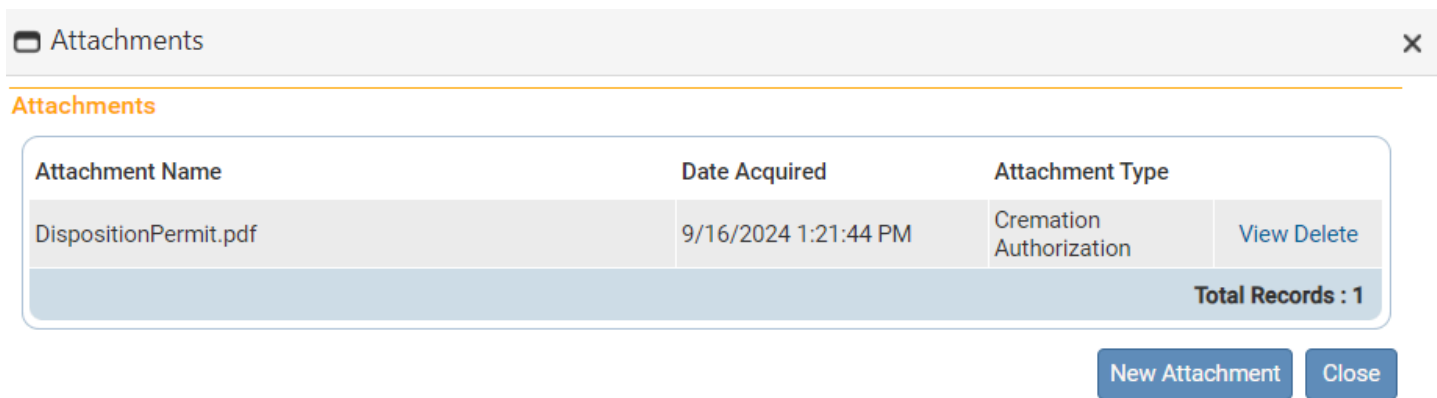 Attachments
Attachments
Attachment Name Date Acquired Attachment Type
DispositionPermit.pdf 9/16/2024 1:21:44 PM Cremation
Authorization View Delete
Total Records : 1
New Attachment Close